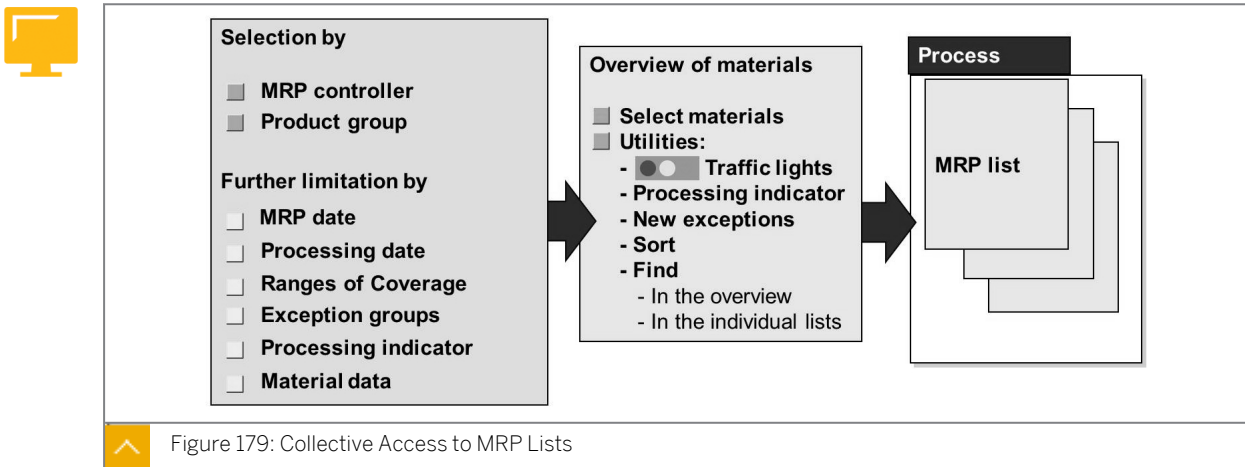 Selection by
MRP controller
Product group
Further limitation by
MRP date
Processing date
Ranges of Coverage
Exception groups
Processing indicator
Material data
Overview of materials
Select materials
Utilities:
- Traffic lights
- Processing indicator
- New exceptions
- Sort
- Find
- In the overview
- In the individual lists
Process
MRP list
Figure 179: Collective Access to MRP Lists